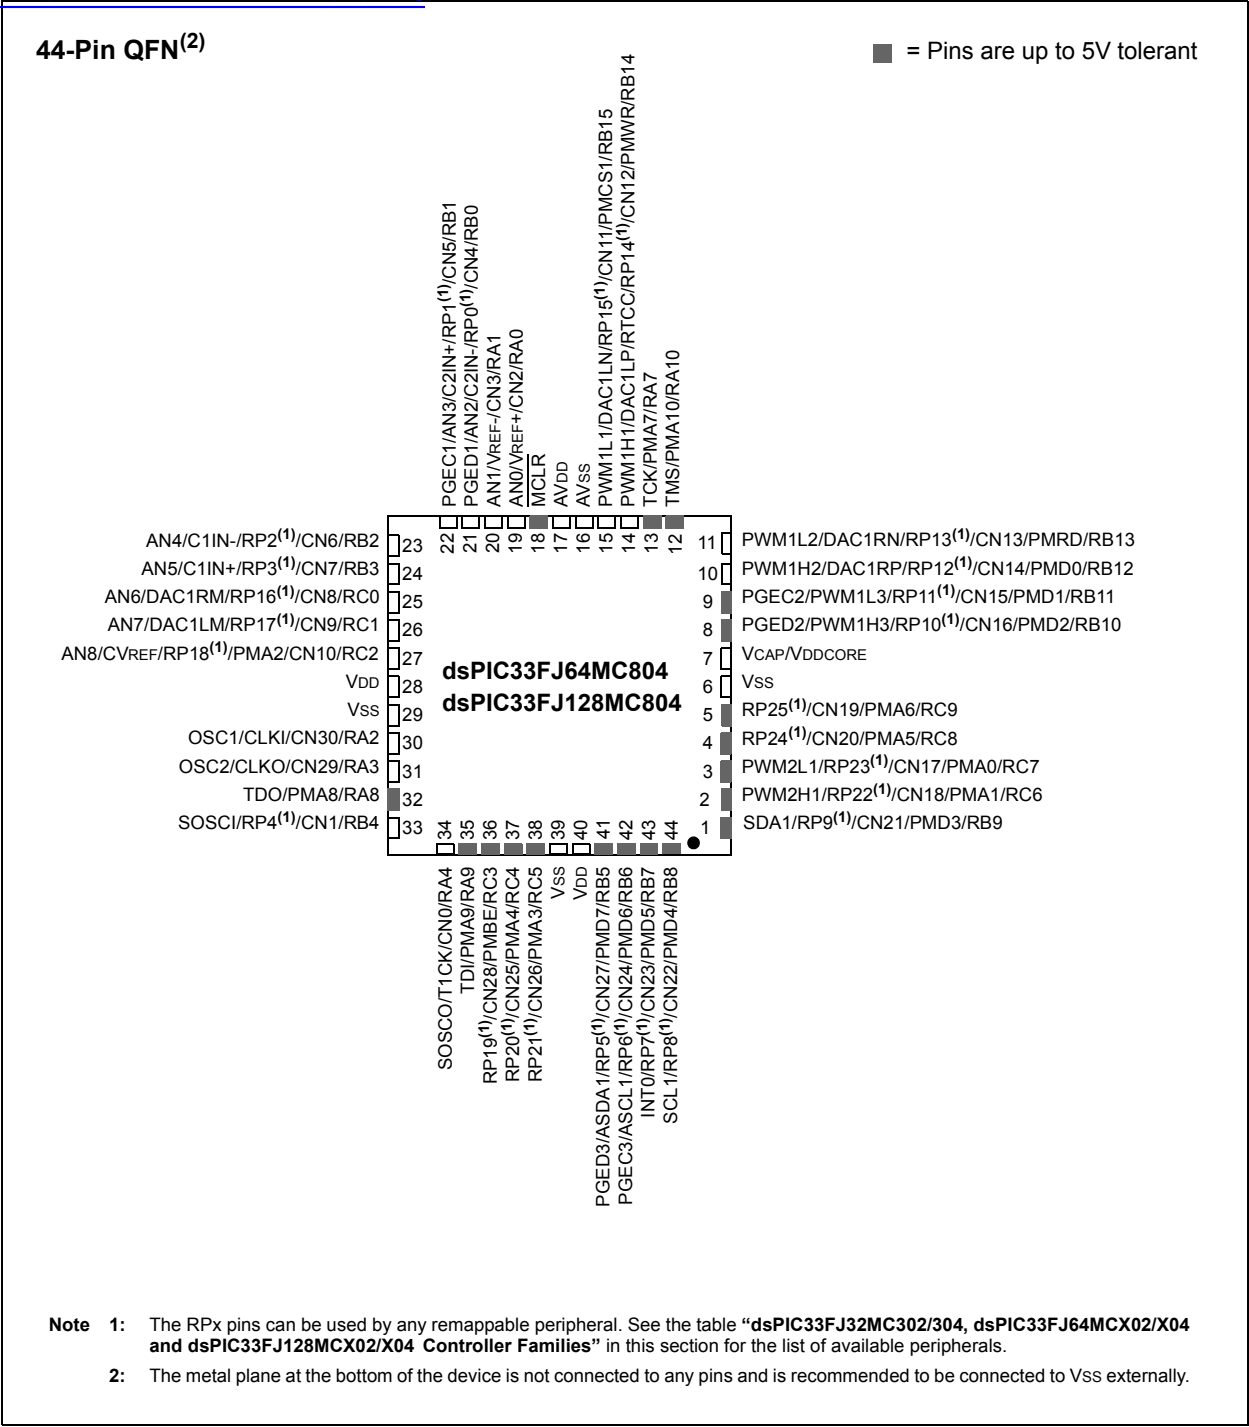 44-Pin QFN(2)
= Pins are up to 5V tolerant
PGEC1/AN3/C2IN+/RP1(1)/CN5/RB1
PGED1/AN2/C2IN-/RP0(1)/CN4/RB0
AN1/VREF-/CN3/RA1
AN0/VREF+/CN2/RA0
MCLR
AVDD
AVSS
PWM1L1/DAC1LN/RP15(1)/CN11/PMCS1/RB15
PWM1H1/DAC1LP/RTCC/RP14(1)/CN12/PMWR/RB14
TCK/PMA7/RA7
TMS/PMA10/RA10
22 21 20 19 18 17 16 15 14 13 12
AN4/C1IN-/RP2(1)/CN6/RB2 23
AN5/C1IN+/RP3(1)/CN7/RB3 24
AN6/DAC1RM/RP16(1)/CN8/RC0 25
AN7/DAC1LM/RP17(1)/CN9/RC1 26
AN8/CVREF/RP18(1)/PMA2/CN10/RC2 27
VDD 28
VSS 29
OSC1/CLKI/CN30/RA2 30
OSC2/CLKO/CN29/RA3 31
TDO/PMA8/RA8 32
SOSCI/RP4(1)/CN1/RB4 33
dsPIC33FJ64MC804
dsPIC33FJ128MC804
11 PWM1L2/DAC1RN/RP13(1)/CN13/PMRD/RB13
10 PWM1H2/DAC1RP/RP12(1)/CN14/PMD0/RB12
9 PGEC2/PWM1L3/RP11(1)/CN15/PMD1/RB11
8 PGED2/PWM1H3/RP10(1)/CN16/PMD2/RB10
7 VCAP/VDDCORE
6 VSS
5 RP25(1)/CN19/PMA6/RC9
4 RP24(1)/CN20/PMA5/RC8
3 PWM2L1/RP23(1)/CN17/PMA0/RC7
2 PWM2H1/RP22(1)/CN18/PMA1/RC6
1 SDA1/RP9(1)/CN21/PMD3/RB9
34 35 36 37 38 39 40 41 42 43 44
SOSCO/T1CK/CN0/RA4
TDI/PMA9/RA9
RP19(1)/CN28/PMBE/RC3
RP20(1)/CN25/PMA4/RC4
RP21(1)/CN26/PMA3/RC5
VSS
VDD
PGED3/ASDA1/RP5(1)/CN27/PMD7/RB5
PGEC3/ASCL1/RP6(1)/CN24/PMD6/RB6
INT0/RP7(1)/CN23/PMD5/RB7
SCL1/RP8(1)/CN22/PMD4/RB8
Note 1: The RPx pins can be used by any remappable peripheral. See the table “dsPIC33FJ32MC302/304, dsPIC33FJ64MCX02/X04
and dsPIC33FJ128MCX02/X04 Controller Families” in this section for the list of available peripherals.
2: The metal plane at the bottom of the device is not connected to any pins and is recommended to be connected to VSS externally.